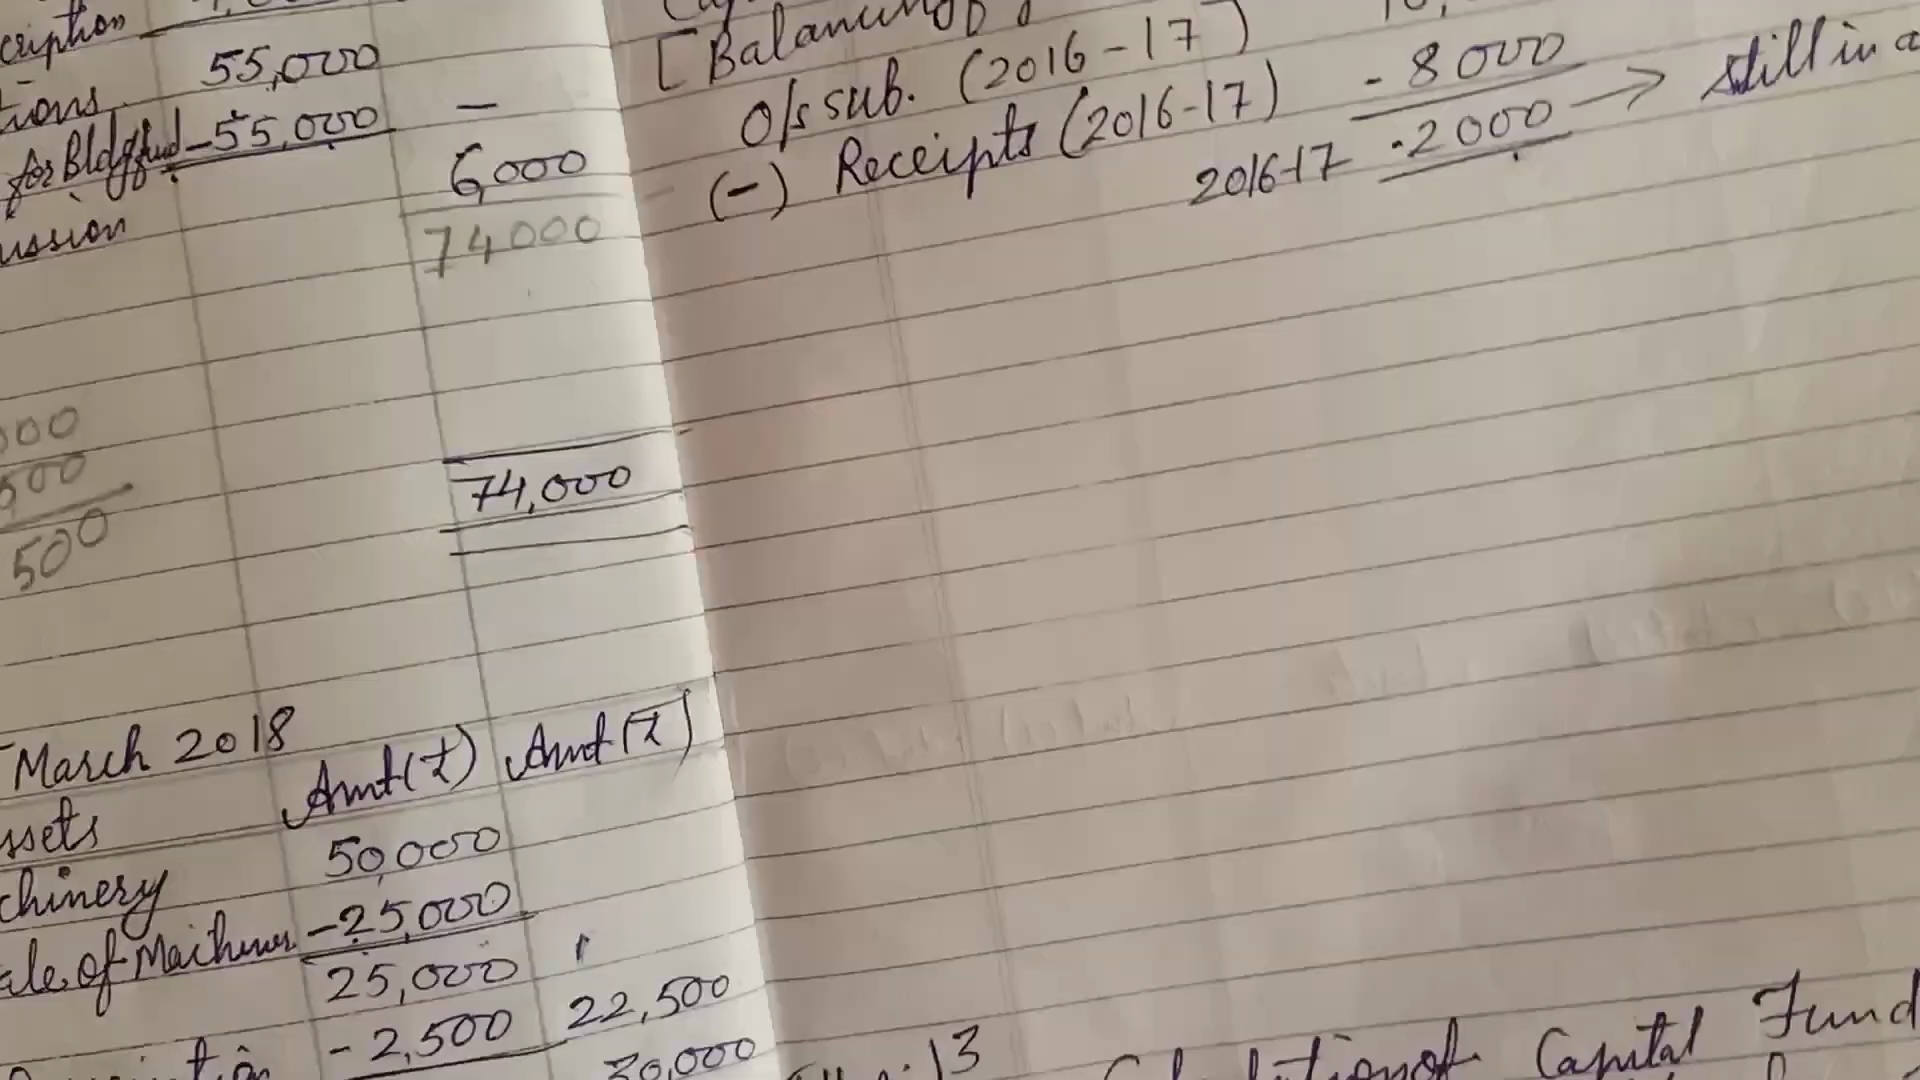 cription
55,000
tions
for Bldg fund -55,000 —
ussion 6000
74000
000
500
500
74,000
March 2018
ssets Amt(₹) Amt(₹)
chinery 50,000
ale of Machinery -25,000
25,000
-2,500 22,500
30,000
[Balancing
O/s sub. (2016-17)
(-) Receipts (2016-17) - 8000
2016-17 2000 → still in a
13
of Capital Fund